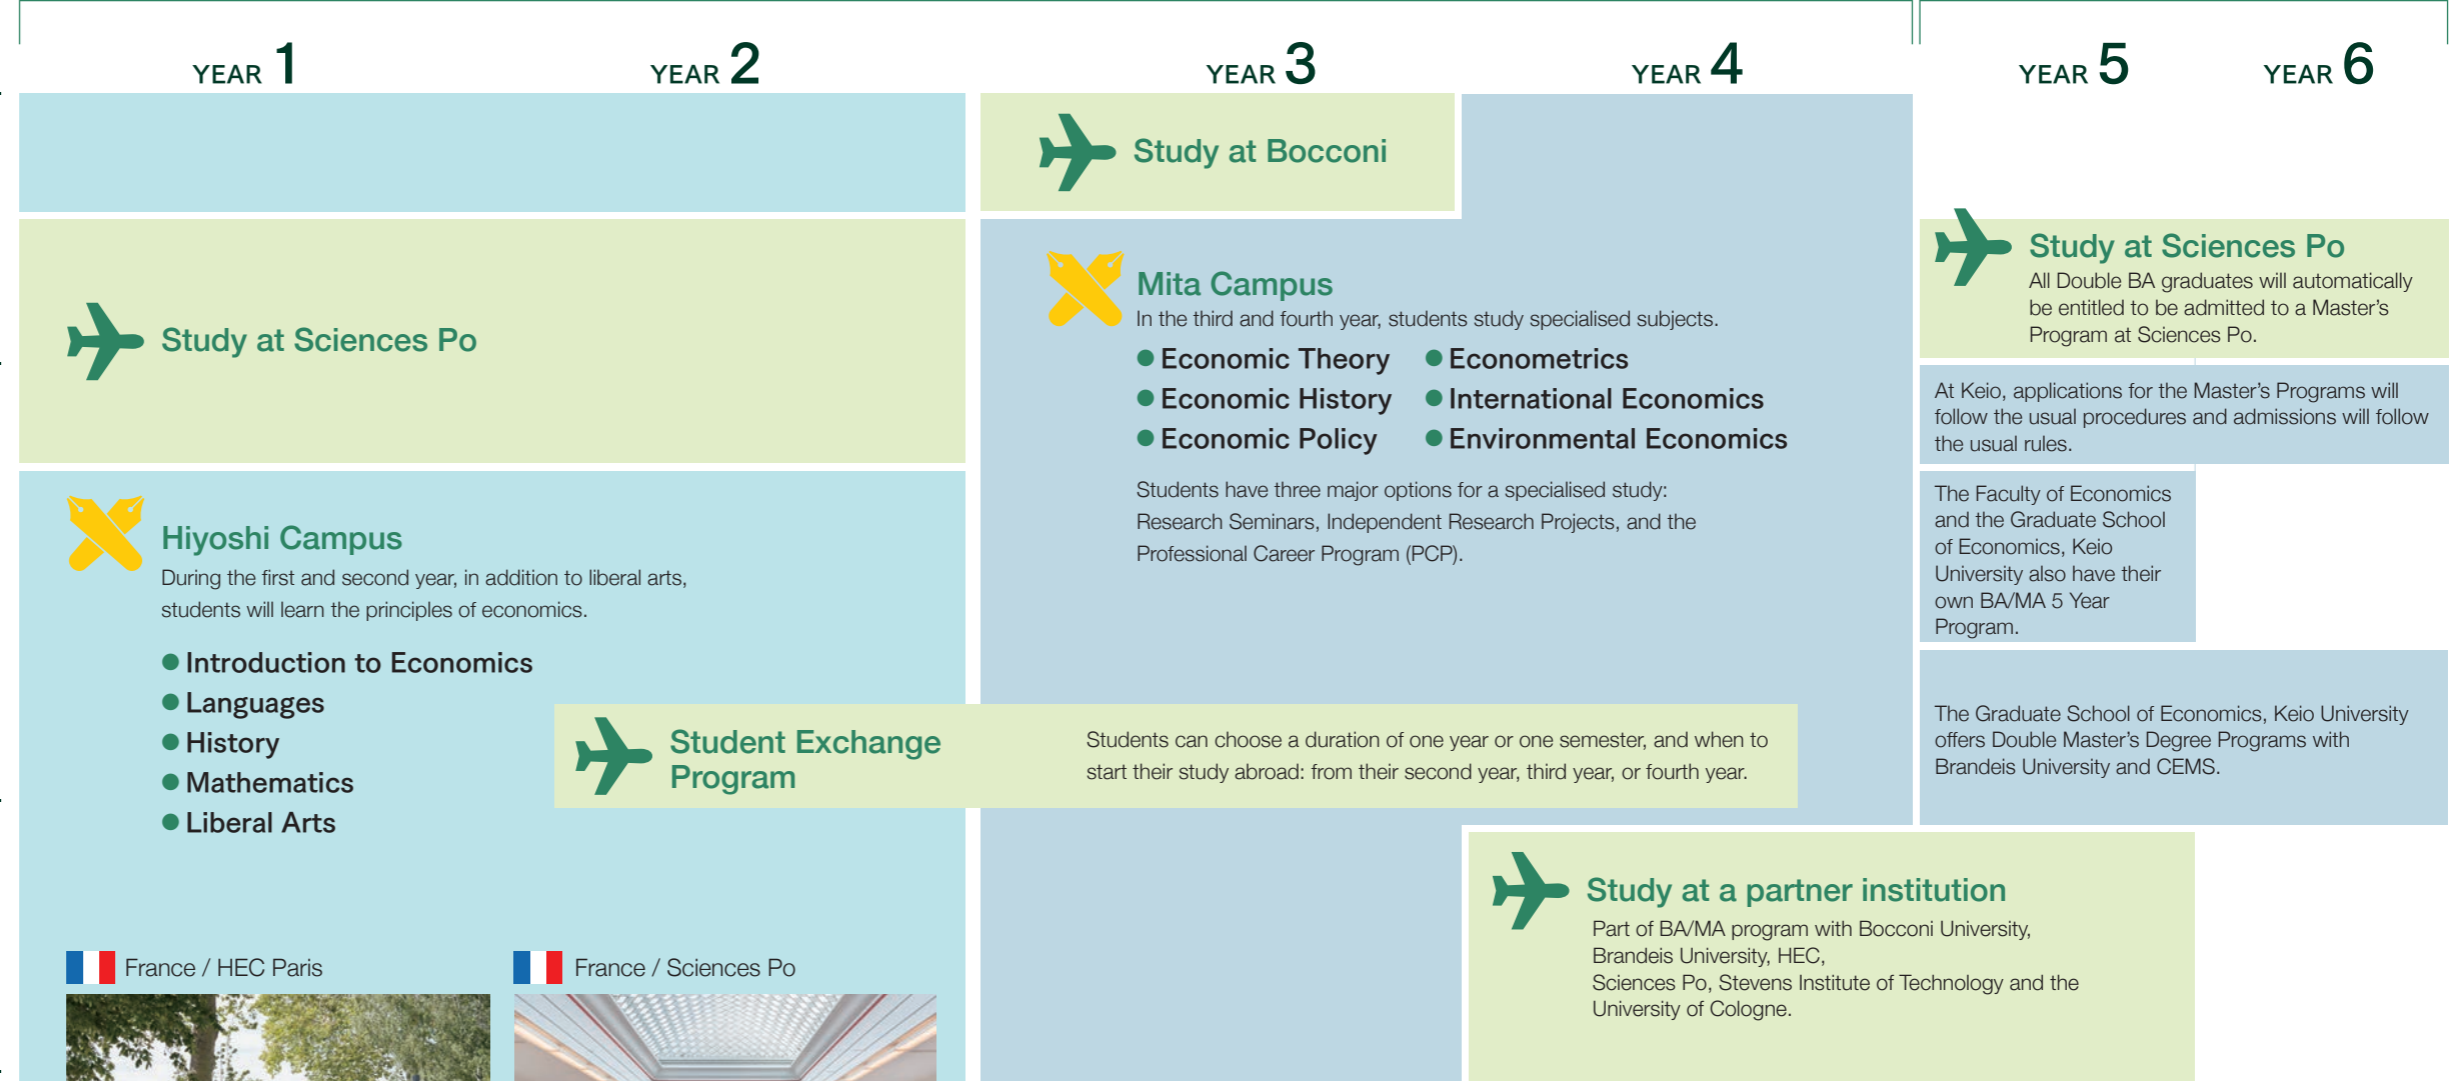 YEAR 1
YEAR 2
YEAR 3
YEAR 4
YEAR 5
YEAR 6
Study at Bocconi
Study at Sciences Po
Hiyoshi Campus
During the first and second year, in addition to liberal arts,
students will learn the principles of economics.
● Introduction to Economics
● Languages
● History
● Mathematics
● Liberal Arts
Mita Campus
In the third and fourth year, students study specialised subjects.
● Economic Theory
● Economic History
● Economic Policy
● Econometrics
● International Economics
● Environmental Economics
Students have three major options for a specialised study:
Research Seminars, Independent Research Projects, and the
Professional Career Program (PCP).
Student Exchange
Program
Students can choose a duration of one year or one semester, and when to
start their study abroad: from their second year, third year, or fourth year.
Study at Sciences Po
All Double BA graduates will automatically
be entitled to be admitted to a Master's
Program at Sciences Po.
At Keio, applications for the Master's Programs will
follow the usual procedures and admissions will follow
the usual rules.
The Faculty of Economics
and the Graduate School
of Economics, Keio
University also have their
own BA/MA 5 Year
Program.
The Graduate School of Economics, Keio University
offers Double Master's Degree Programs with
Brandeis University and CEMS.
Study at a partner institution
Part of BA/MA program with Bocconi University,
Brandeis University, HEC,
Sciences Po, Stevens Institute of Technology and the
University of Cologne.
France / HEC Paris
France / Sciences Po